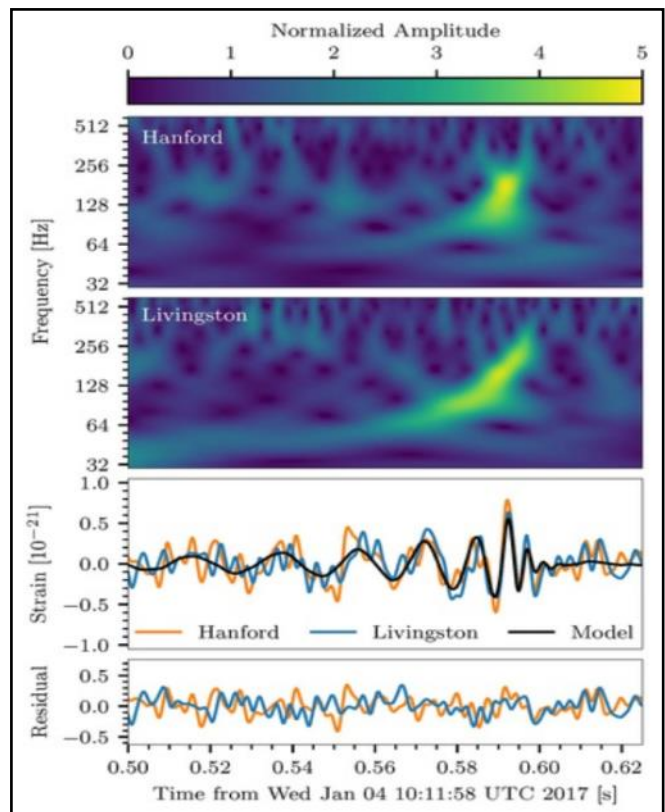 Normalized Amplitude
0 1 2 3 4 5
Hanford
512
256
128
64
32
Frequency [Hz]
Livingston
512
256
128
64
32
Strain [10⁻²¹]
1.0
0.5
0.0
−0.5
−1.0
Hanford Livingston Model
Residual
0.5
0.0
−0.5
0.50 0.52 0.54 0.56 0.58 0.60 0.62
Time from Wed Jan 04 10:11:58 UTC 2017 [s]